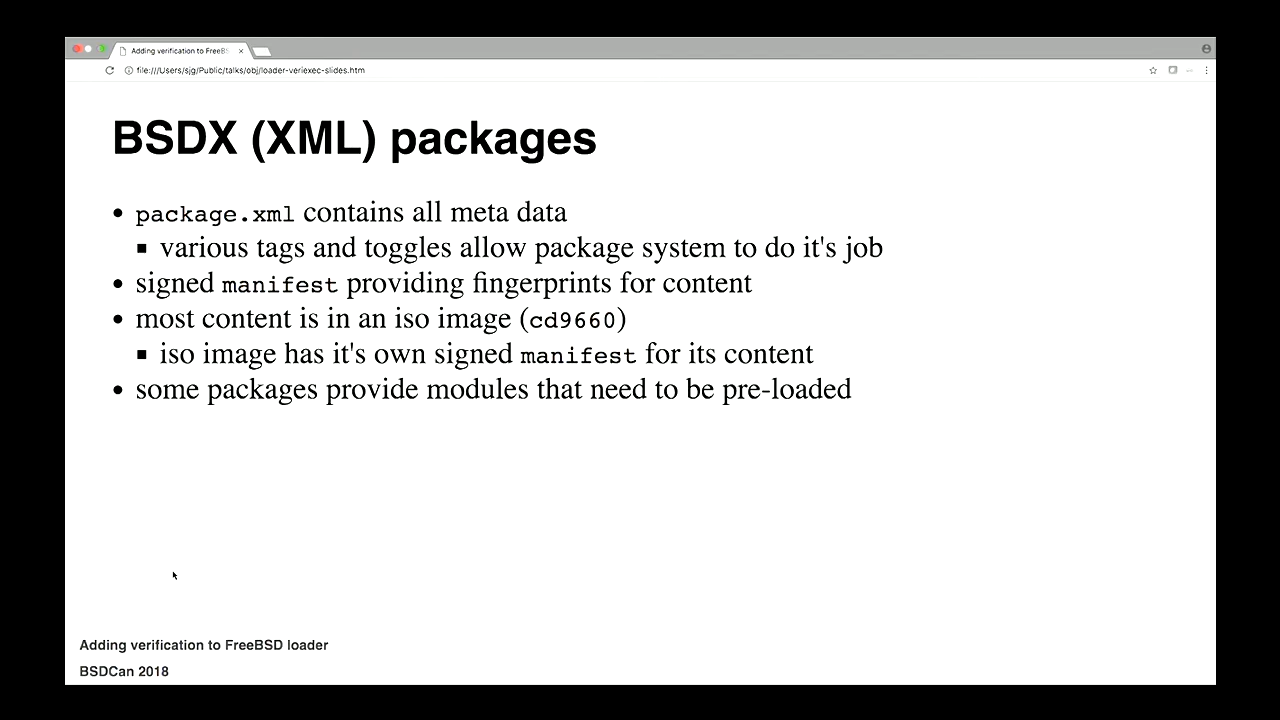 Adding verification to FreeBS
file:///Users/sjg/Public/talks/obj/loader-veriexec-slides.htm
BSDX (XML) packages
package.xml contains all meta data
various tags and toggles allow package system to do it's job
signed manifest providing fingerprints for content
most content is in an iso image (cd9660)
iso image has it's own signed manifest for its content
some packages provide modules that need to be pre-loaded
Adding verification to FreeBSD loader
BSDCan 2018